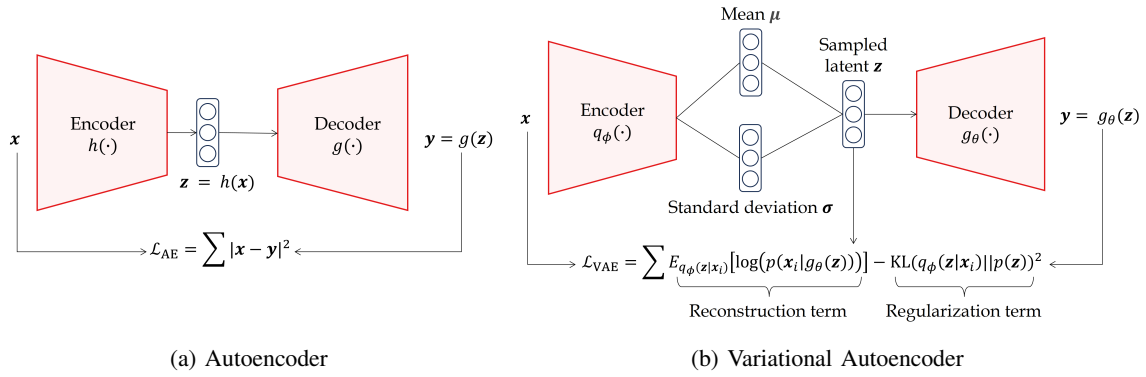 x
Encoder
h(·)
z = h(x)
Decoder
g(·)
y = g(z)
ℒ_AE = ∑ |x − y|²
(a) Autoencoder
Mean μ
Sampled
latent z
x
Encoder
q_ϕ(·)
Standard deviation σ
Decoder
g_θ(·)
y = g_θ(z)
ℒ_VAE = ∑ E_{q_ϕ(z|x_i)}[log(p(x_i|g_θ(z)))] − KL(q_ϕ(z|x_i)||p(z))²
Reconstruction term
Regularization term
(b) Variational Autoencoder